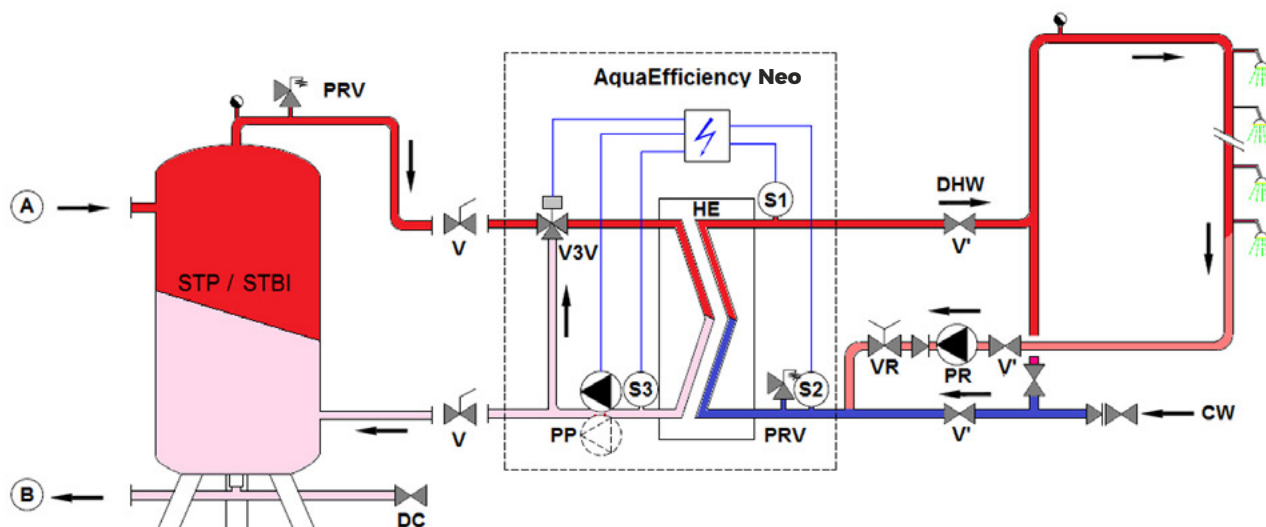 AquaEfficiency Neo
PRV
A
V
V3V
HE
S1
DHW
V'
STP / STBI
VR
PR
V'
S3
S2
PP
PRV
V
V'
CW
B
DC